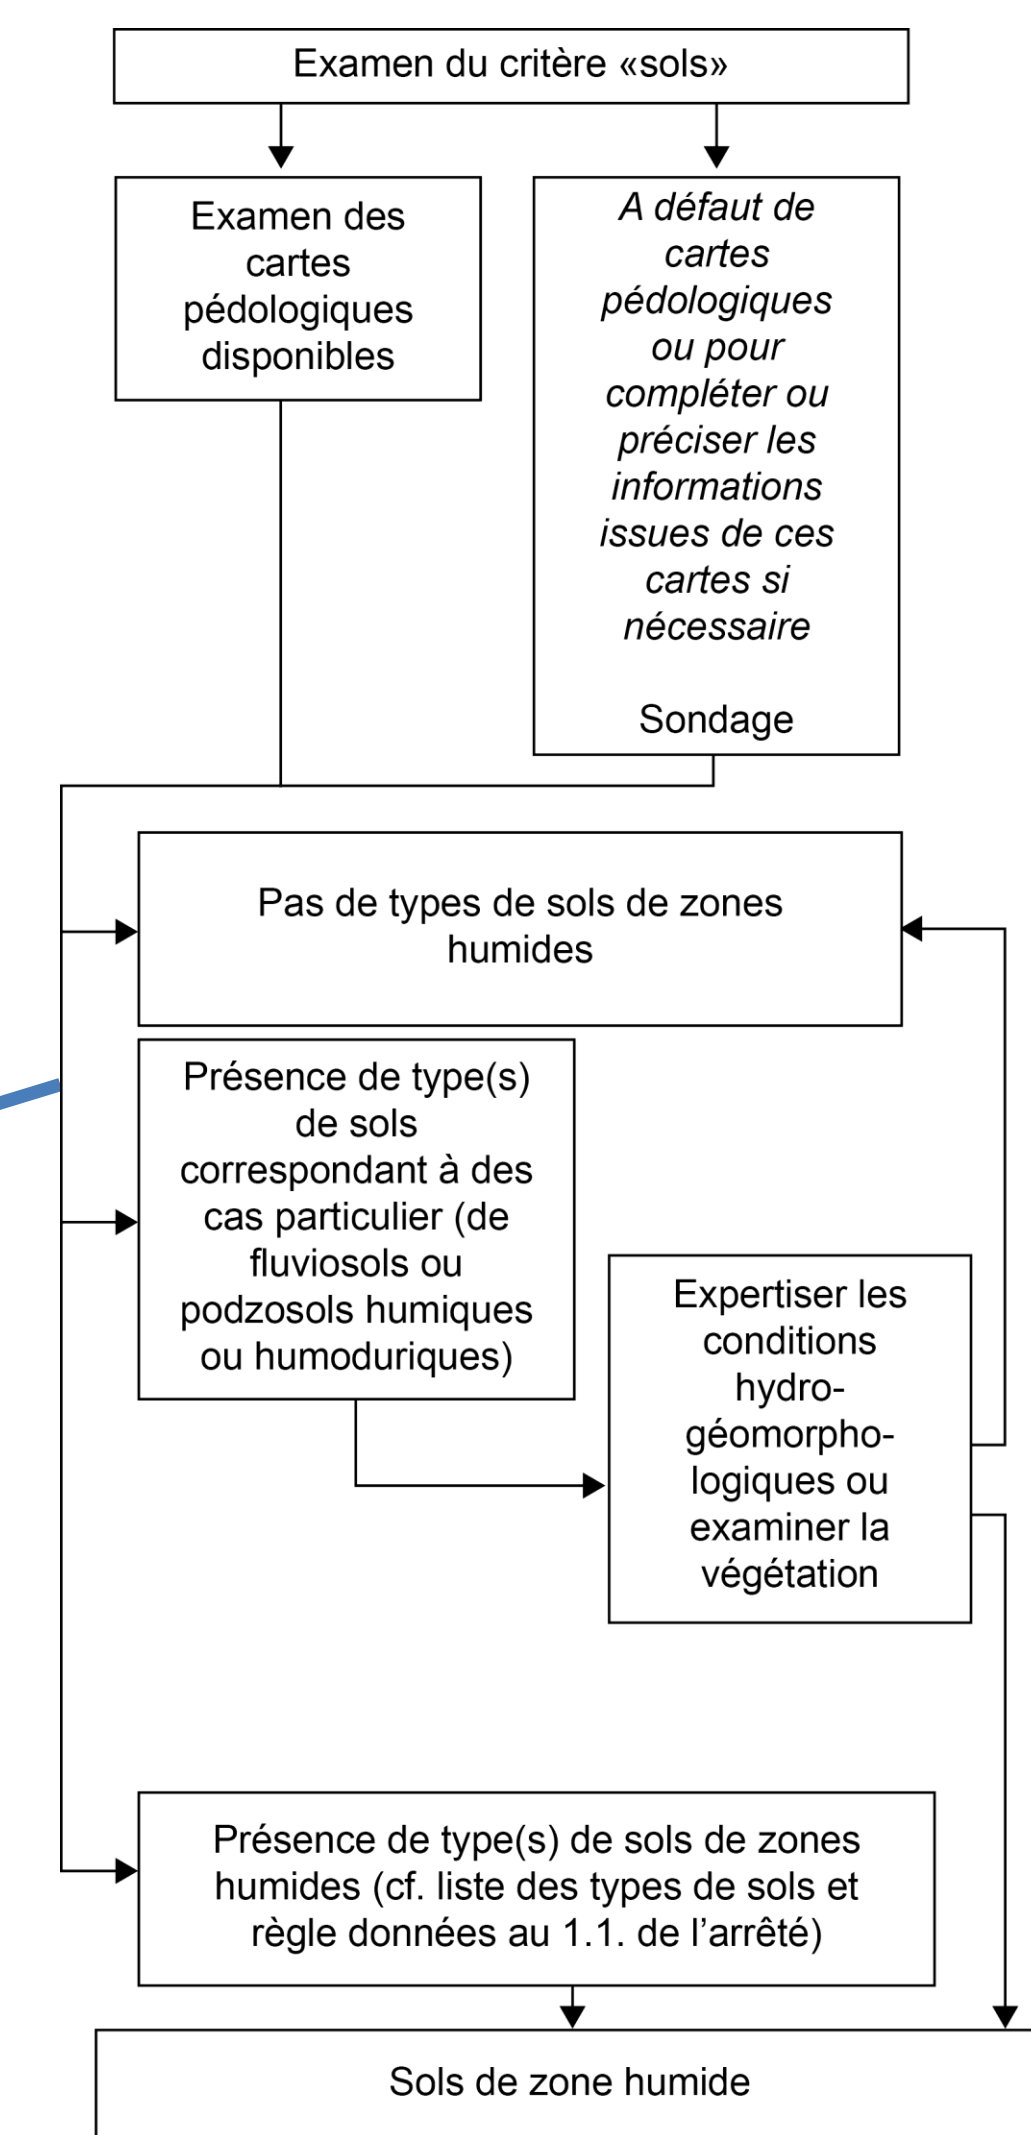 Examen du critère «sols»
Examen des
cartes
pédologiques
disponibles
A défaut de
cartes
pédologiques
ou pour
compléter ou
préciser les
informations
issues de ces
cartes si
nécessaire
Sondage
Pas de types de sols de zones
humides
Présence de type(s)
de sols
correspondant à des
cas particulier (de
fluviosols ou
podzosols humiques
ou humoduriques)
Expertiser les
conditions
hydro-
géomorpho-
logiques ou
examiner la
végétation
Présence de type(s) de sols de zones
humides (cf. liste des types de sols et
règle données au 1.1. de l’arrêté)
Sols de zone humide